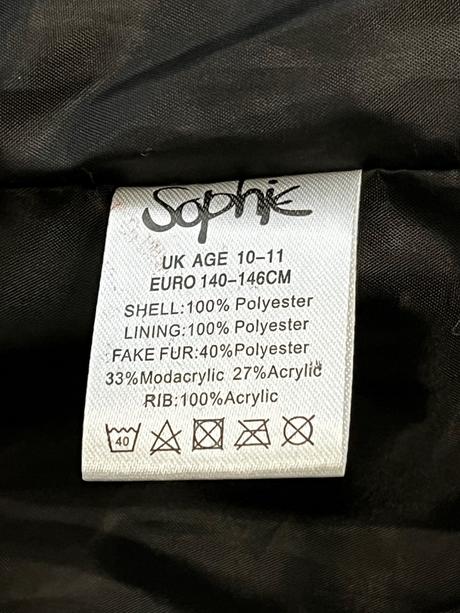 Sophie
UK AGE 10-11
EURO 140-146CM
SHELL:100% Polyester
LINING:100% Polyester
FAKE FUR:40%Polyester
33%Modacrylic 27%Acrylic
RIB:100%Acrylic
40